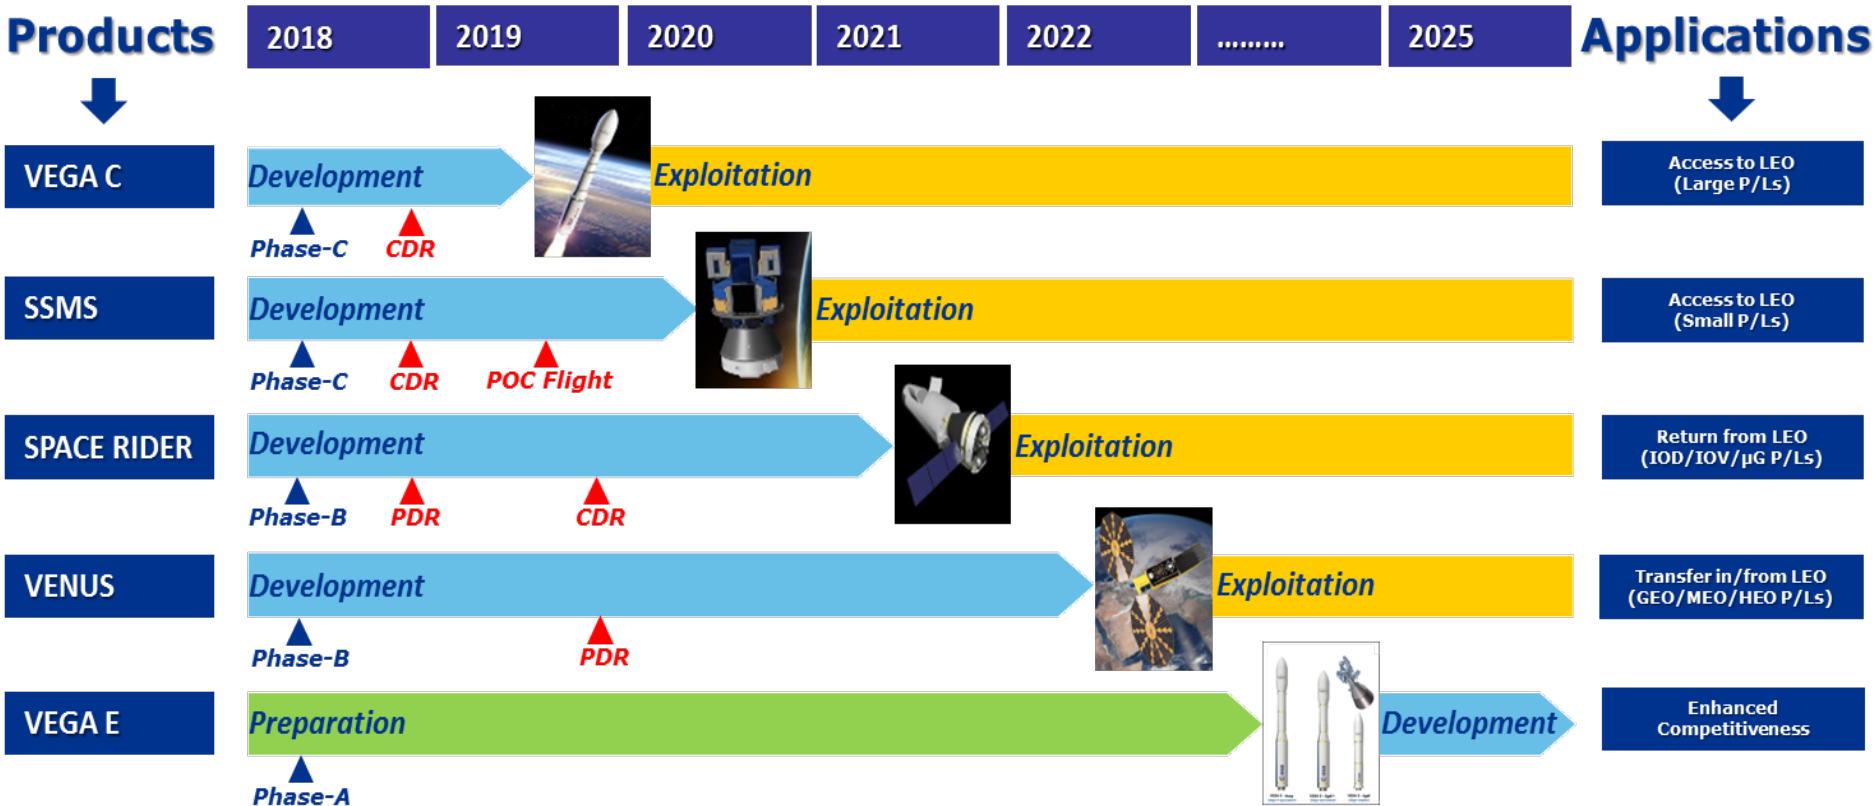 Products
2018
2019
2020
2021
2022
.........
2025
Applications
VEGA C
Development
Exploitation
Access to LEO
(Large P/Ls)
Phase-C
CDR
SSMS
Development
Exploitation
Access to LEO
(Small P/Ls)
Phase-C
CDR
POC Flight
SPACE RIDER
Development
Exploitation
Return from LEO
(IOD/IOV/µG P/Ls)
Phase-B
PDR
CDR
VENUS
Development
Exploitation
Transfer in/from LEO
(GEO/MEO/HEO P/Ls)
Phase-B
PDR
VEGA E
Preparation
Development
Enhanced
Competitiveness
Phase-A